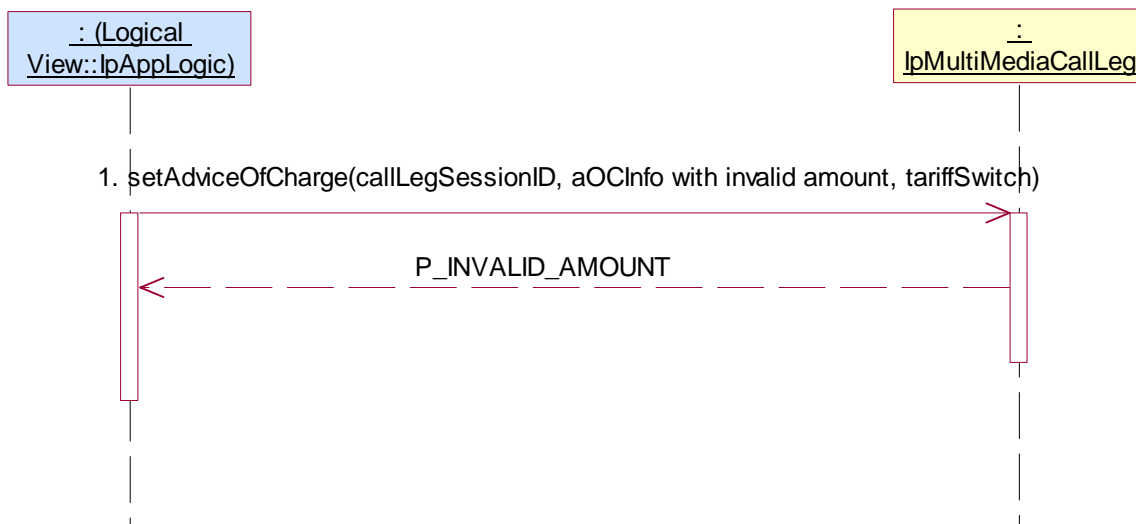 : (Logical
View::IpAppLogic)
:
IpMultiMediaCallLeg
1. setAdviceOfCharge(callLegSessionID, aOCInfo with invalid amount, tariffSwitch)
P_INVALID_AMOUNT